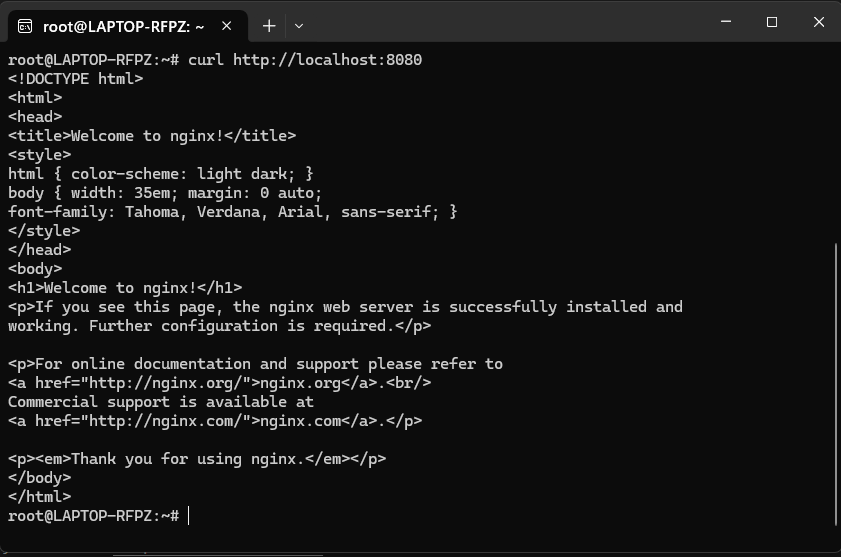 root@LAPTOP-RFPZ: ~
root@LAPTOP-RFPZ:~# curl http://localhost:8080
<!DOCTYPE html>
<html>
<head>
<title>Welcome to nginx!</title>
<style>
html { color-scheme: light dark; }
body { width: 35em; margin: 0 auto;
font-family: Tahoma, Verdana, Arial, sans-serif; }
</style>
</head>
<body>
<h1>Welcome to nginx!</h1>
<p>If you see this page, the nginx web server is successfully installed and
working. Further configuration is required.</p>

<p>For online documentation and support please refer to
<a href="http://nginx.org/">nginx.org</a>.<br/>
Commercial support is available at
<a href="http://nginx.com/">nginx.com</a>.</p>

<p><em>Thank you for using nginx.</em></p>
</body>
</html>
root@LAPTOP-RFPZ:~#